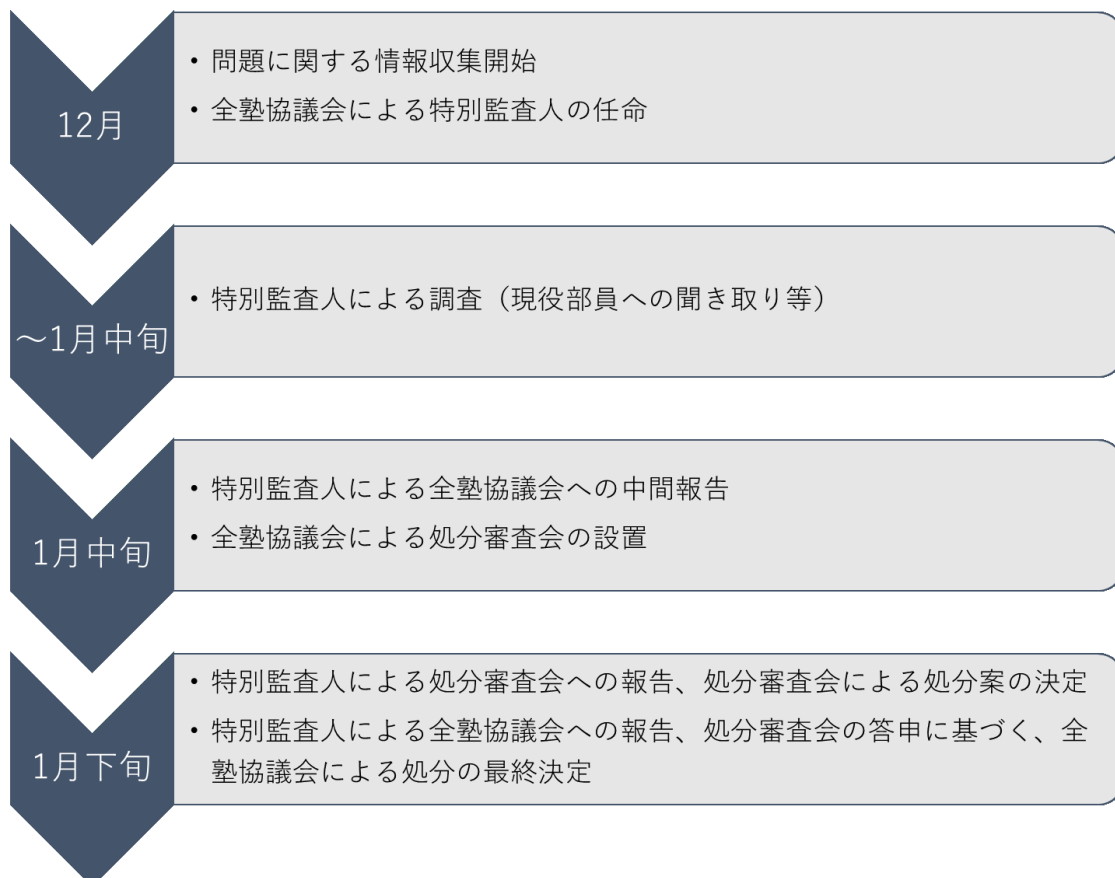 12月
• 問題に関する情報収集開始
• 全塾協議会による特別監査人の任命
～1月中旬
• 特別監査人による調査（現役部員への聞き取り等）
1月中旬
• 特別監査人による全塾協議会への中間報告
• 全塾協議会による処分審査会の設置
1月下旬
• 特別監査人による処分審査会への報告、処分審査会による処分案の決定
• 特別監査人による全塾協議会への報告、処分審査会の答申に基づく、全
塾協議会による処分の最終決定